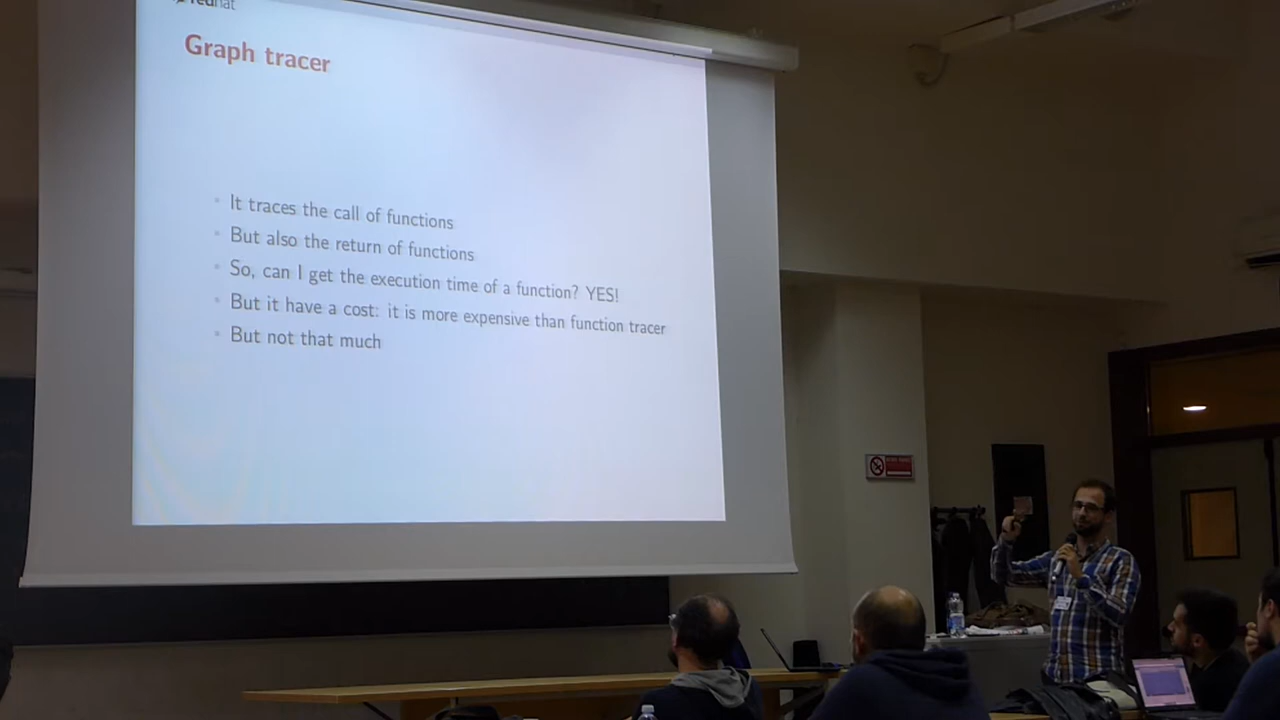 redhat
Graph tracer
It traces the call of functions
But also the return of functions
So, can I get the execution time of a function? YES!
But it have a cost: it is more expensive than function tracer
But not that much